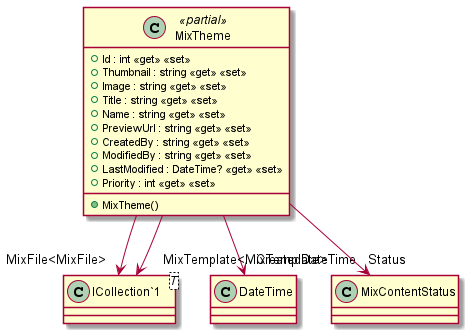 «partial»
C MixTheme
Id : int «get» «set»
Thumbnail : string «get» «set»
Image : string «get» «set»
Title : string «get» «set»
Name : string «get» «set»
PreviewUrl : string «get» «set»
CreatedBy : string «get» «set»
ModifiedBy : string «get» «set»
LastModified : DateTime? «get» «set»
Priority : int «get» «set»
MixTheme()
MixFile<MixFile>
MixTemplate<MixTemplate>
CreatedDateTime
Status
C ICollection`1
T
C DateTime
C MixContentStatus